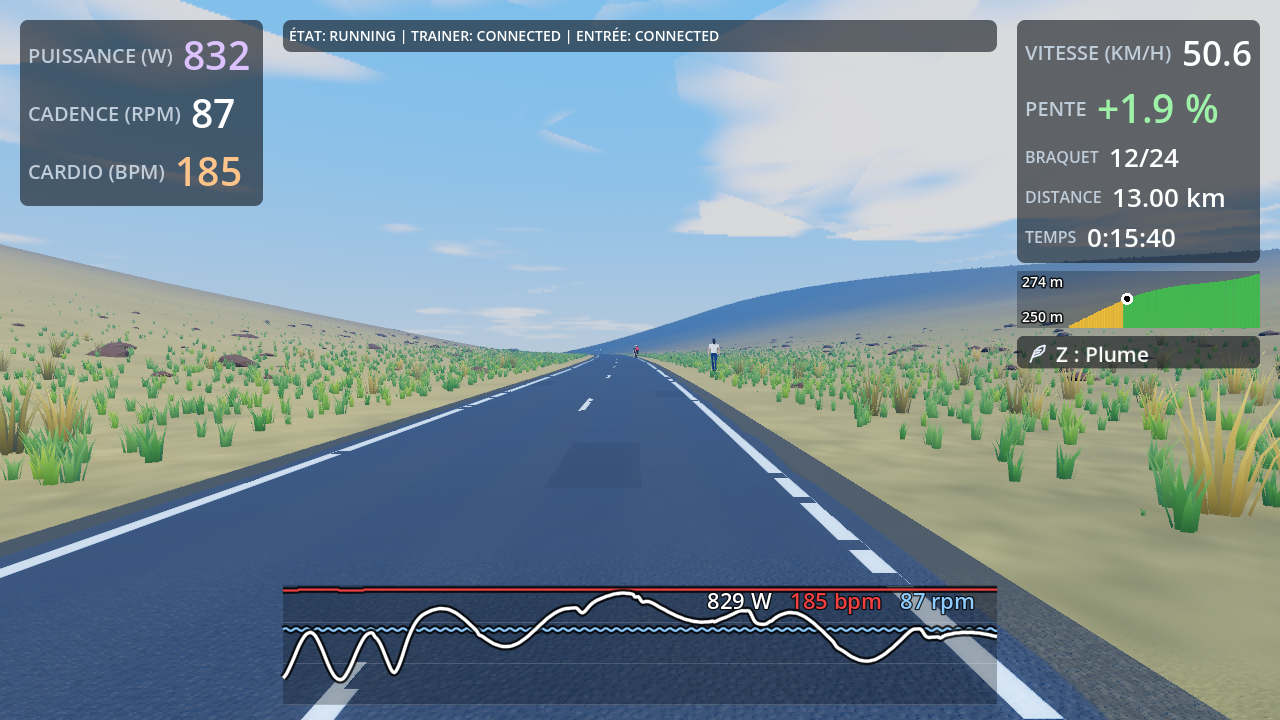 PUISSANCE (W) 832
CADENCE (RPM) 87
CARDIO (BPM) 185
ÉTAT: RUNNING | TRAINER: CONNECTED | ENTRÉE: CONNECTED
VITESSE (KM/H) 50.6
PENTE +1.9 %
BRAQUET 12/24
DISTANCE 13.00 km
TEMPS 0:15:40
274 m
250 m
Z : Plume
829 W 185 bpm 87 rpm